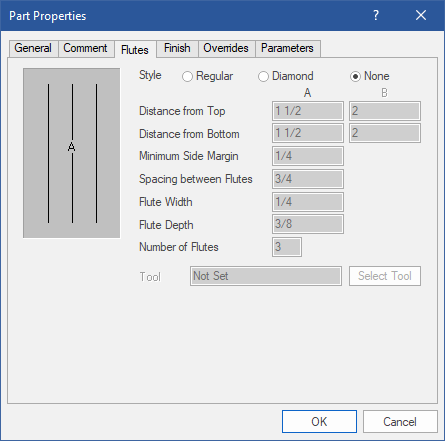 Part Properties ?
General Comment Flutes Finish Overrides Parameters
Style Regular Diamond None
A B
Distance from Top 1 1/2 2
Distance from Bottom 1 1/2 2
A
Minimum Side Margin 1/4
Spacing between Flutes 3/4
Flute Width 1/4
Flute Depth 3/8
Number of Flutes 3
Tool Not Set Select Tool
OK Cancel